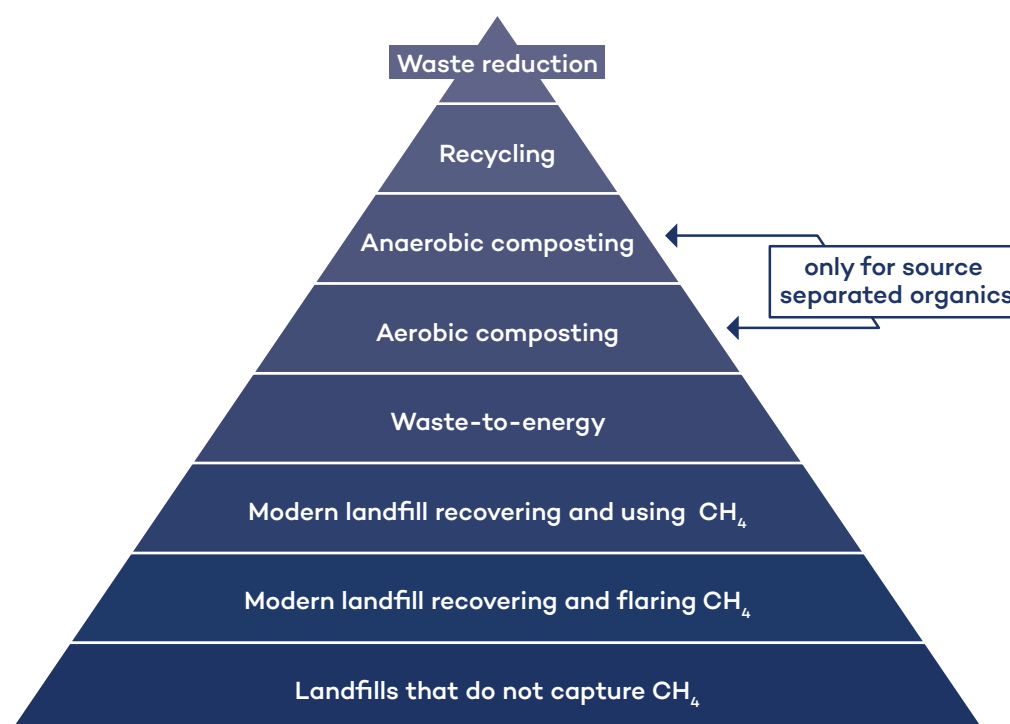 Waste reduction
Recycling
Anaerobic composting
only for source
separated organics
Aerobic composting
Waste-to-energy
Modern landfill recovering and using CH₄
Modern landfill recovering and flaring CH₄
Landfills that do not capture CH₄